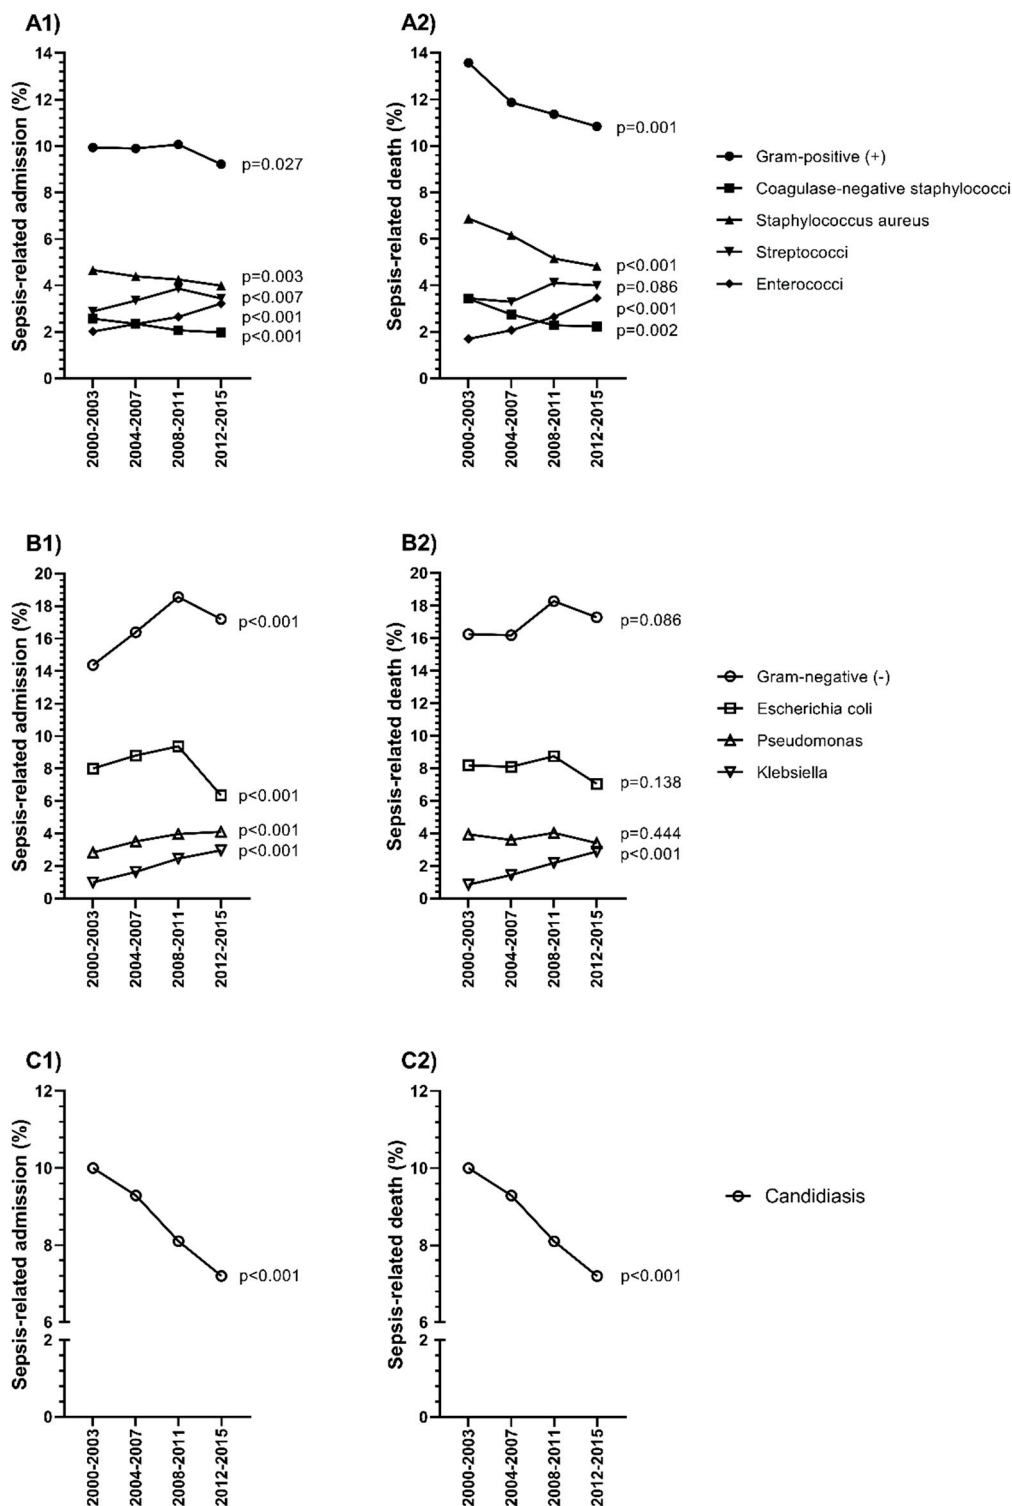 A1)
Sepsis-related admission (%)
14
12
10
8
6
4
2
0
p=0.027
p=0.003
p<0.007
p<0.001
p<0.001
2000-2003
2004-2007
2008-2011
2012-2015
A2)
Sepsis-related death (%)
14
12
10
8
6
4
2
0
p=0.001
p<0.001
p=0.086
p<0.001
p=0.002
2000-2003
2004-2007
2008-2011
2012-2015
Gram-positive (+)
Coagulase-negative staphylococci
Staphylococcus aureus
Streptococci
Enterococci
B1)
Sepsis-related admission (%)
20
18
16
14
12
10
8
6
4
2
0
p<0.001
p<0.001
p<0.001
p<0.001
2000-2003
2004-2007
2008-2011
2012-2015
B2)
Sepsis-related death (%)
20
18
16
14
12
10
8
6
4
2
0
p=0.086
p=0.138
p=0.444
p<0.001
2000-2003
2004-2007
2008-2011
2012-2015
Gram-negative (-)
Escherichia coli
Pseudomonas
Klebsiella
C1)
Sepsis-related admission (%)
12
10
8
6
2
0
p<0.001
2000-2003
2004-2007
2008-2011
2012-2015
C2)
Sepsis-related death (%)
12
10
8
6
2
0
p<0.001
2000-2003
2004-2007
2008-2011
2012-2015
Candidiasis